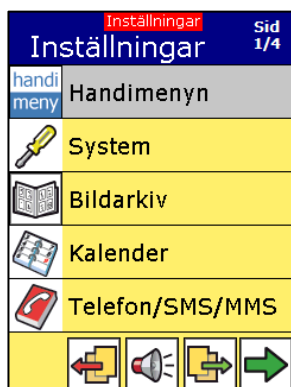 Inställningar
Inställningar
Sid
1/4
handi
meny
Handimenyn
System
Bildarkiv
Kalender
Telefon/SMS/MMS